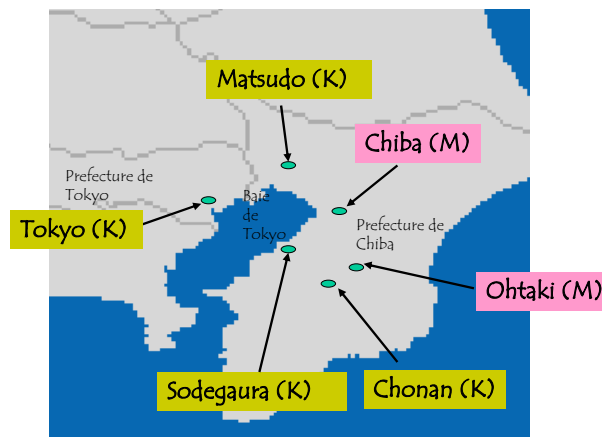 Matsudo (K)
Chiba (M)
Prefecture de
Tokyo
Baie
de
Tokyo
Tokyo (K)
Prefecture de
Chiba
Ohtaki (M)
Sodegaura (K)
Chonan (K)